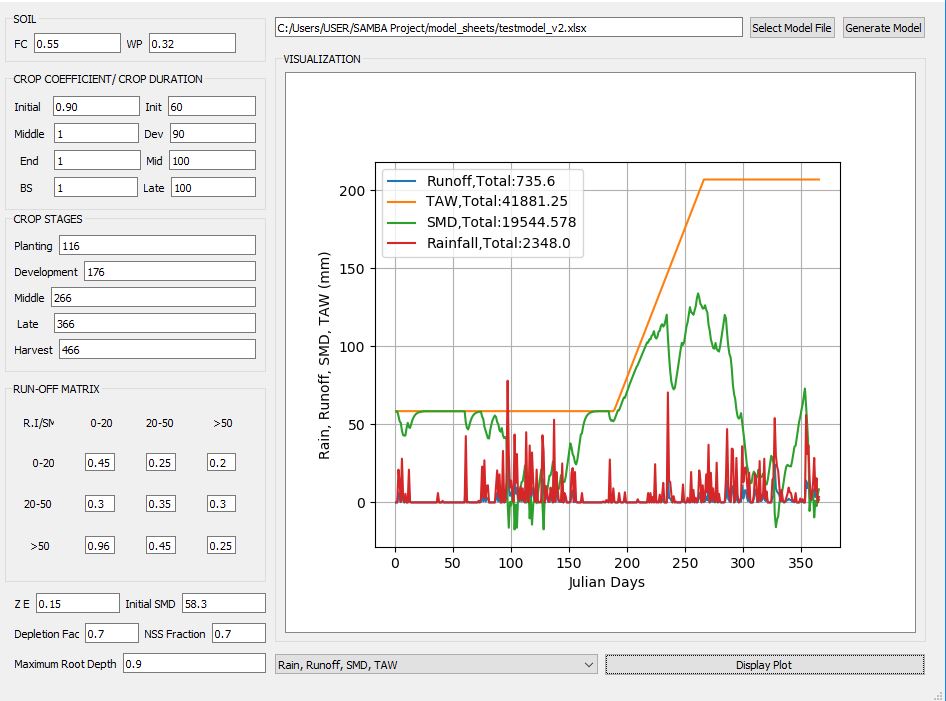 SOIL
FC 0.55 WP 0.32
CROP COEFFICIENT/ CROP DURATION
Initial 0.90 Init 60
Middle 1 Dev 90
End 1 Mid 100
BS 1 Late 100
CROP STAGES
Planting 116
Development 176
Middle 266
Late 366
Harvest 466
RUN-OFF MATRIX
R.I/SM 0-20 20-50 >50
0-20 0.45 0.25 0.2
20-50 0.3 0.35 0.3
>50 0.96 0.45 0.25
Z E 0.15 Initial SMD 58.3
Depletion Fac 0.7 NSS Fraction 0.7
Maximum Root Depth 0.9
C:/Users/USER/SAMBA Project/model_sheets/testmodel_v2.xlsx Select Model File Generate Model
VISUALIZATION
Runoff,Total:735.6
TAW,Total:41881.25
SMD,Total:19544.578
Rainfall,Total:2348.0
Rain, Runoff, SMD, TAW (mm)
200
150
100
50
0
0 50 100 150 200 250 300 350
Julian Days
Rain, Runoff, SMD, TAW Display Plot